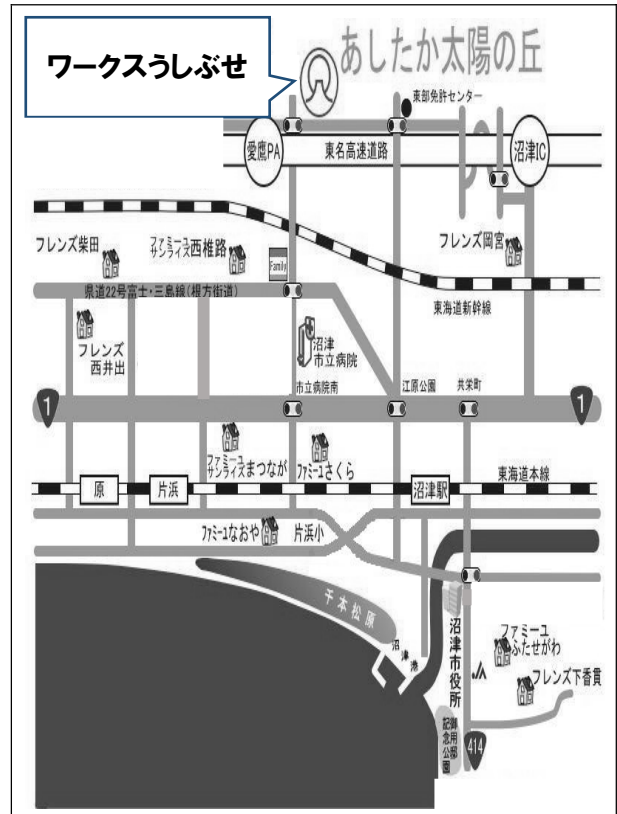 ワークスうしぶせ
あしたか太陽の丘
東部免許センター
愛鷹PA
東名高速道路
沼津IC
フレンズ柴田
ファミーユ
サンライズ西椎路
Family
フレンズ岡宮
県道22号富士・三島線(根方街道)
東海道新幹線
フレンズ
西井出
沼津
市立病院
市立病院南
江原公園
共栄町
1
1
ファミーユ
サンライズまつなが
ファミーユさくら
原
片浜
沼津駅
東海道本線
ファミーユなおや
片浜小
千本松原
沼津港
沼津市役所
ファミーユ
ふたせがわ
JA
フレンズ下香貫
御用邸
記念公園
414